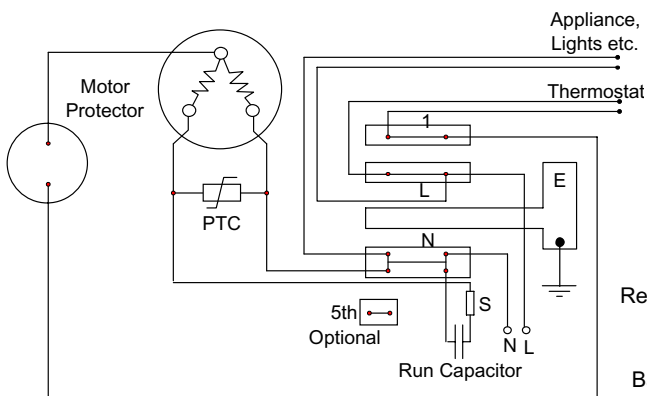 Appliance,
Lights etc.
Motor
Protector
Thermostat
1
L
E
PTC
N
S
5th
Optional
N L
Run Capacitor
Re
B